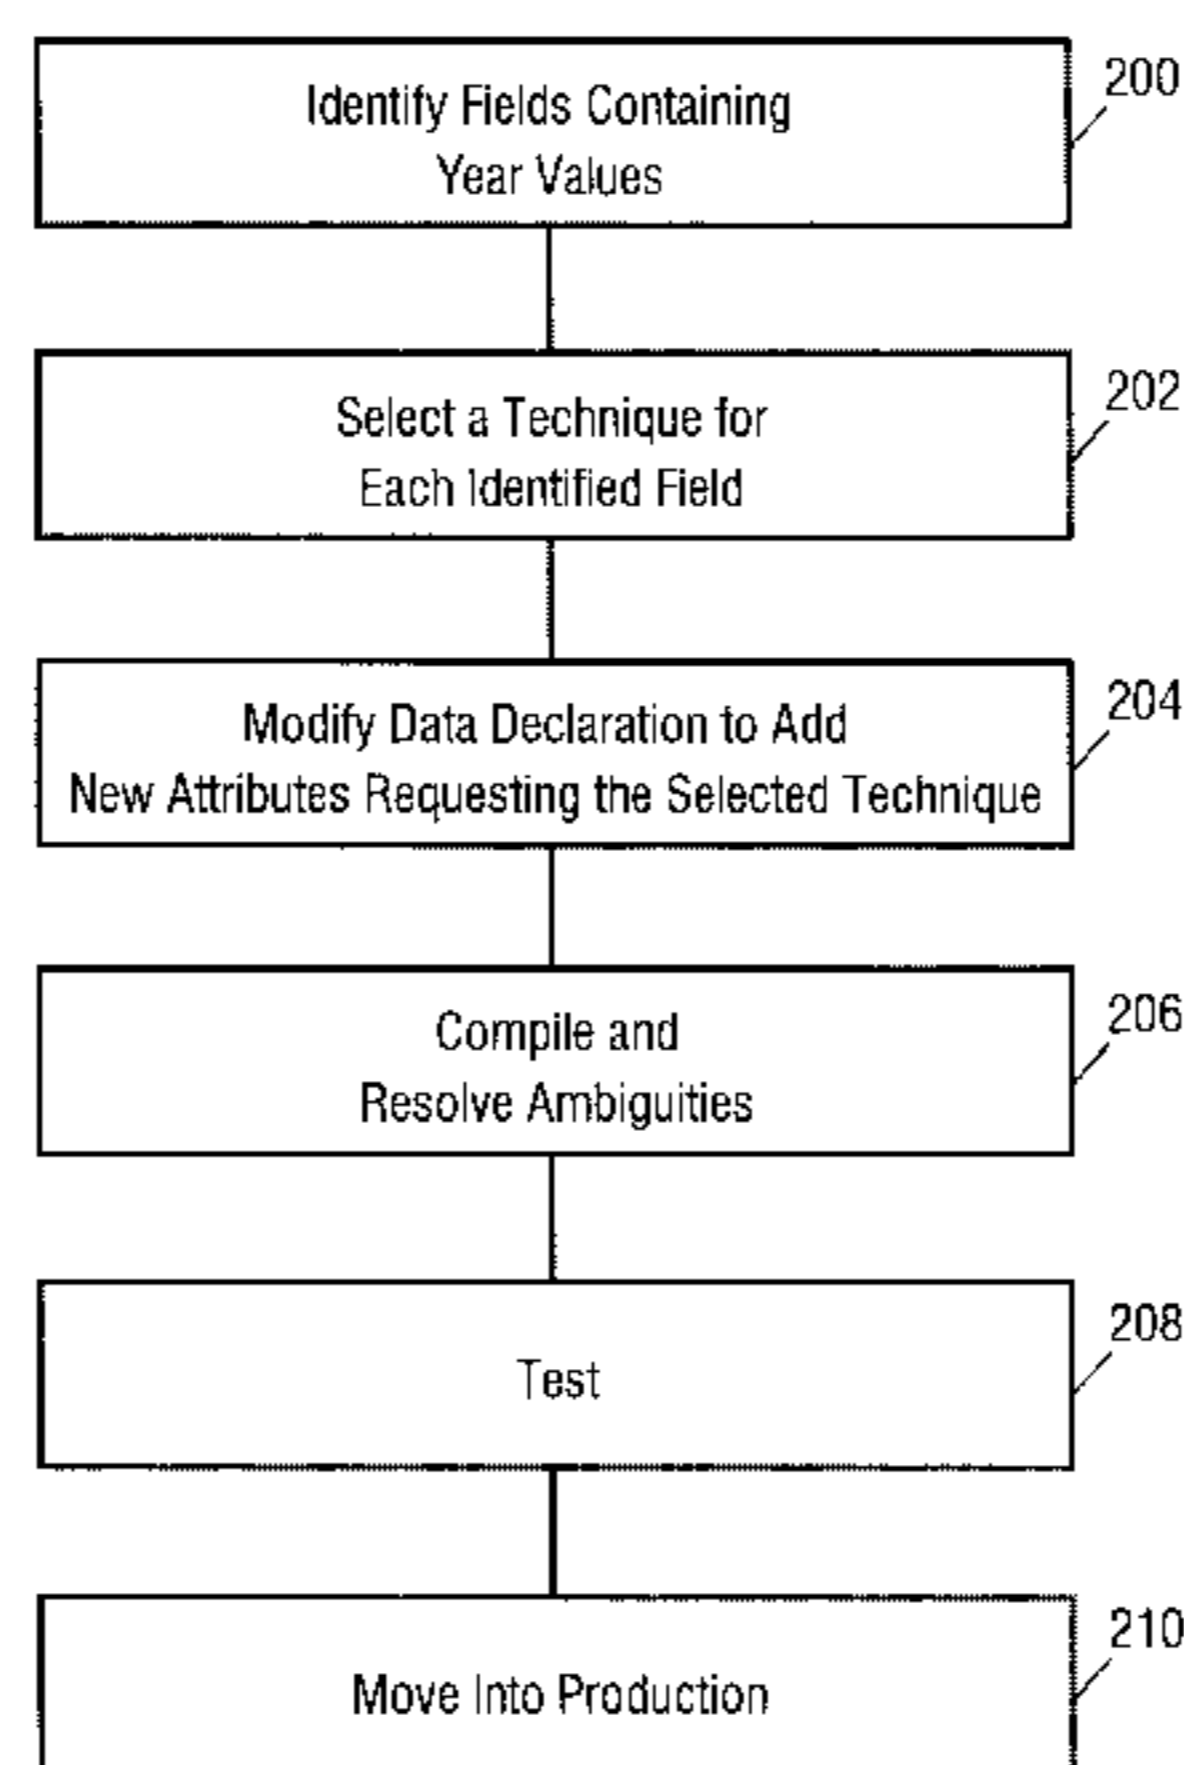 200
Identify Fields Containing
Year Values
202
Select a Technique for
Each Identified Field
204
Modify Data Declaration to Add
New Attributes Requesting the Selected Technique
206
Compile and
Resolve Ambiguities
208
Test
210
Move Into Production